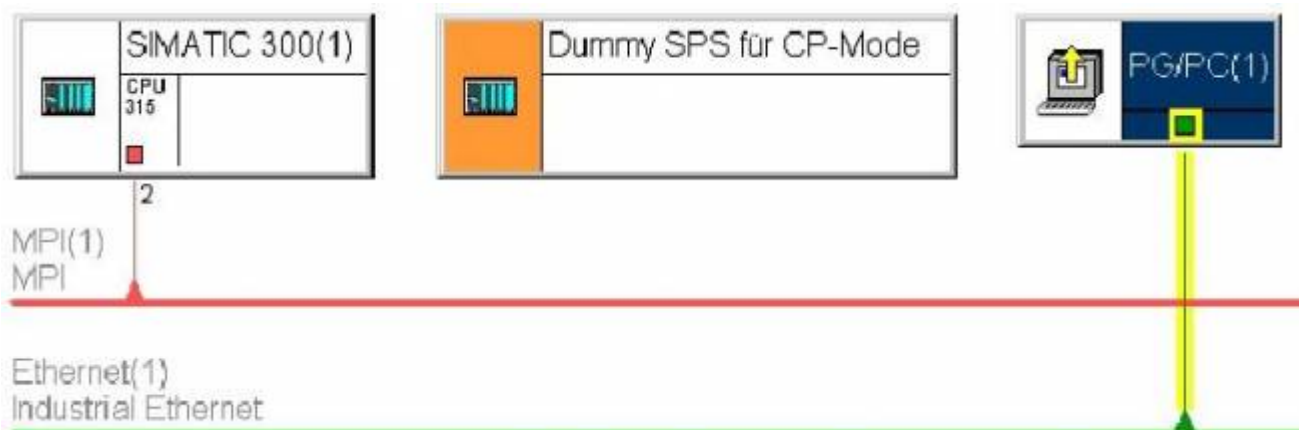 SIMATIC 300(1)
CPU
315
2
Dummy SPS für CP-Mode
PG/PC(1)
MPI(1)
MPI
Ethernet(1)
Industrial Ethernet